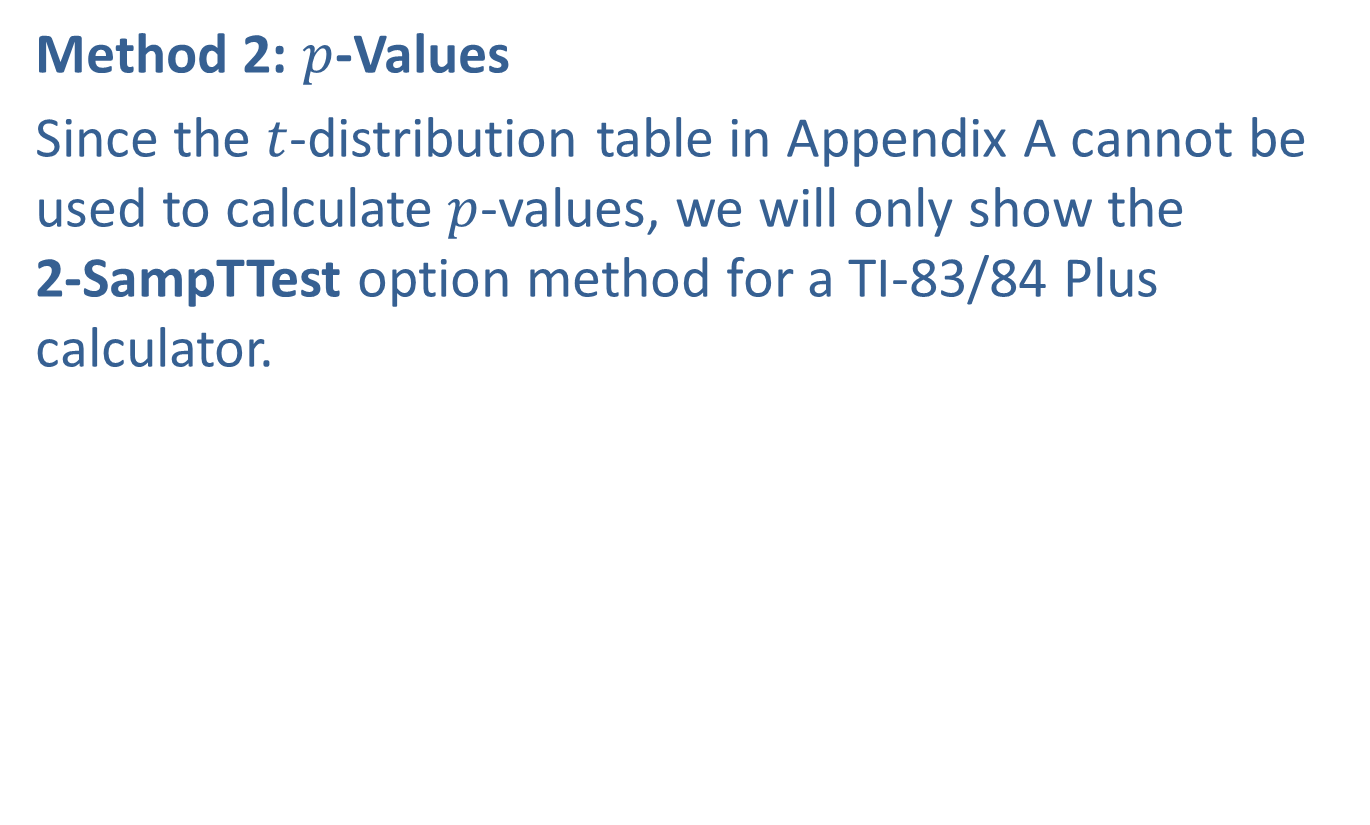 Method 2: p-Values
Since the t-distribution table in Appendix A cannot be
used to calculate p-values, we will only show the
2-SampTTest option method for a TI-83/84 Plus
calculator.